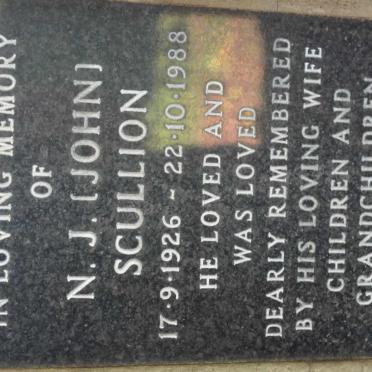 IN LOVING MEMORY
OF
N. J. (JOHN)
SCULLION
17·9·1926 ~ 22·10·1988
HE LOVED AND
WAS LOVED
DEARLY REMEMBERED
BY HIS LOVING WIFE
CHILDREN AND
GRANDCHILDREN